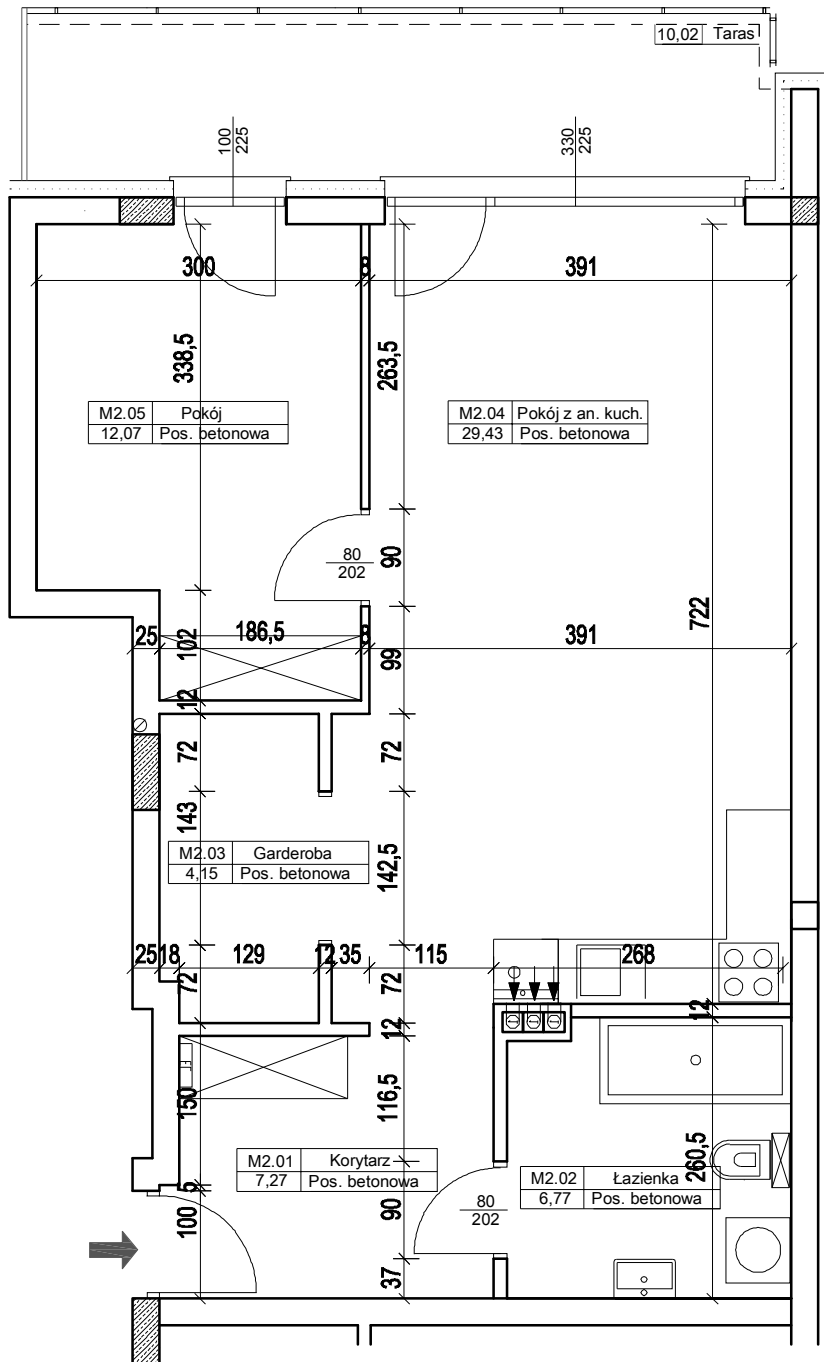 10,02 Taras
100
225
330
225
300 8 391
338,5
263,5
M2.05 Pokój
12,07 Pos. betonowa
M2.04 Pokój z an. kuch.
29,43 Pos. betonowa
80
202
90
722
25 186,5 8 391
102
99
12
72
72
143
142,5
M2.03 Garderoba
4,15 Pos. betonowa
25 18 129 12 35 115 268
72
72
12
12
150
116,5
260,5
M2.01 Korytarz
7,27 Pos. betonowa
M2.02 Łazienka
6,77 Pos. betonowa
5
100
90
80
202
37